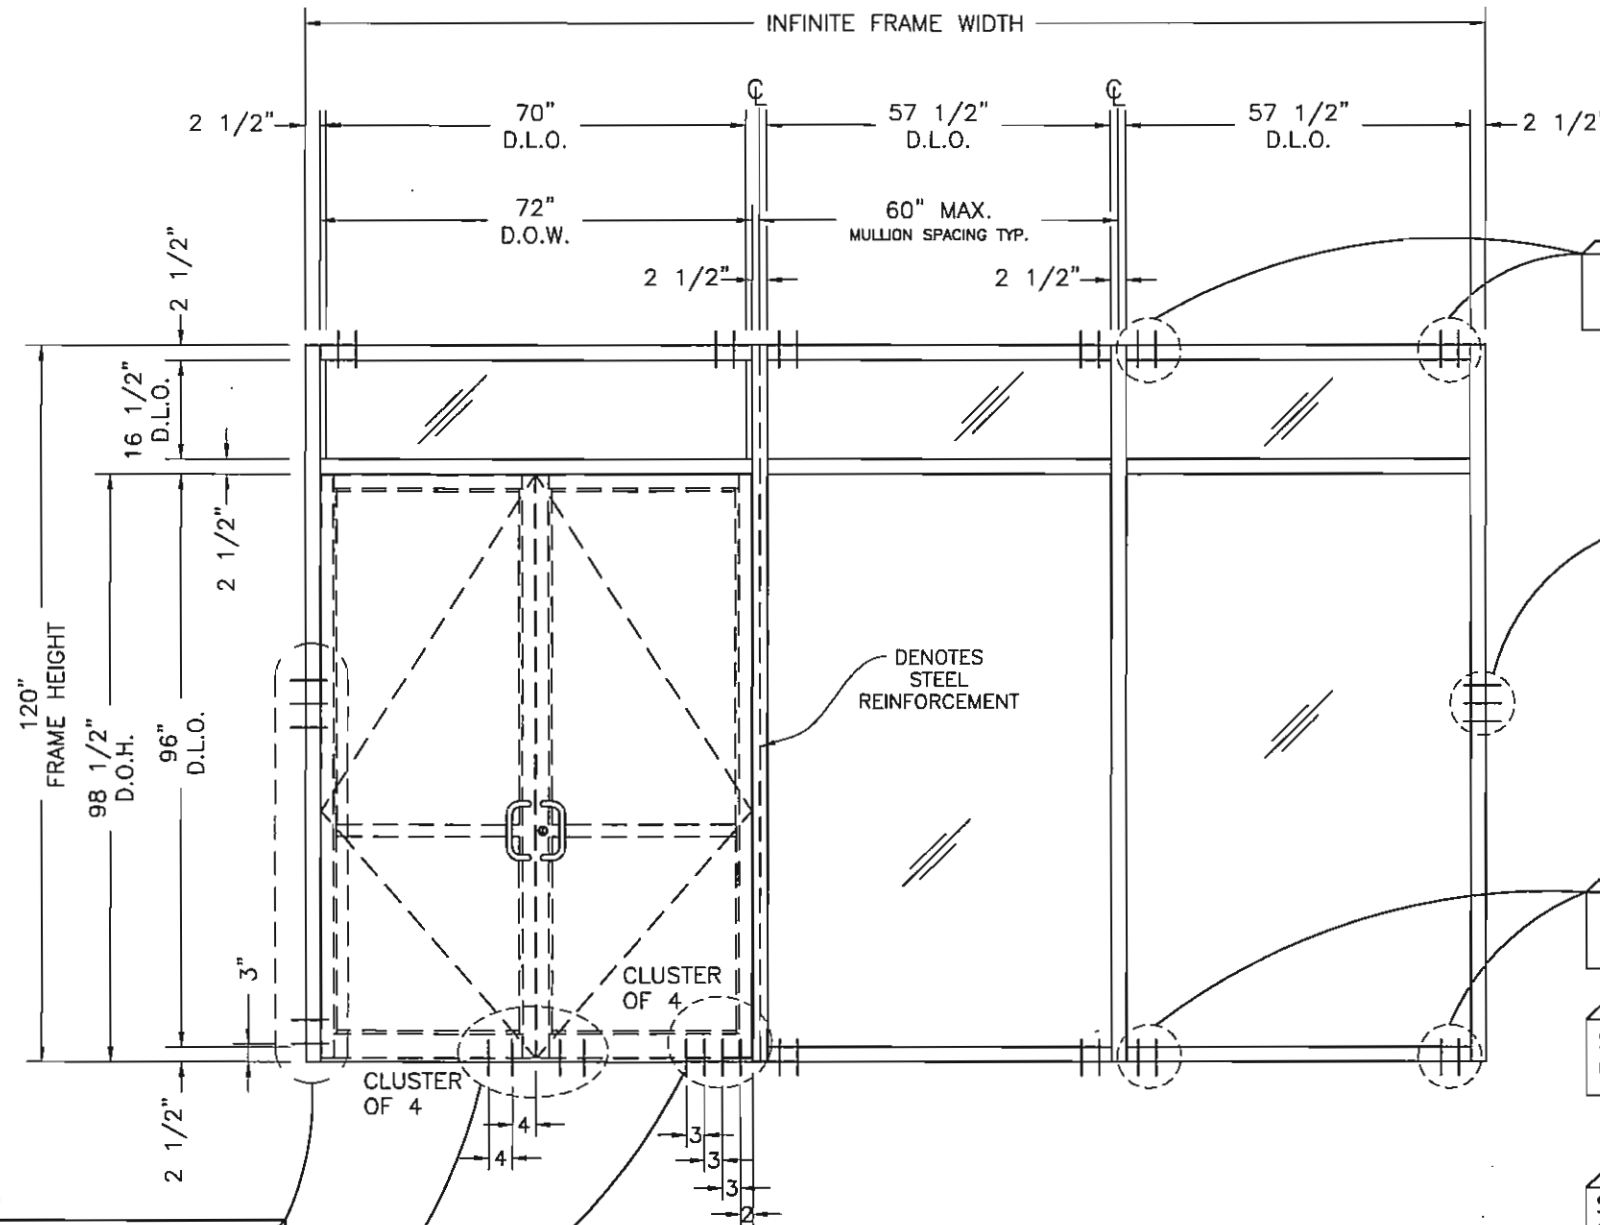 INFINITE FRAME WIDTH
℄
℄
2 1/2"
70"
D.L.O.
57 1/2"
D.L.O.
57 1/2"
D.L.O.
2 1/2"
72"
D.O.W.
60" MAX.
MULLION SPACING TYP.
2 1/2"
2 1/2"
2 1/2"
16 1/2"
D.L.O.
2 1/2"
120"
FRAME HEIGHT
98 1/2"
D.O.H.
96"
D.L.O.
DENOTES
STEEL
REINFORCEMENT
3"
CLUSTER
OF 4
CLUSTER
OF 4
2 1/2"
4
4
3
3
3
2